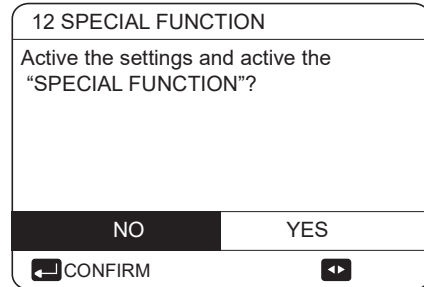 12 SPECIAL FUNCTION
Active the settings and active the
“SPECIAL FUNCTION”?
NO YES
CONFIRM